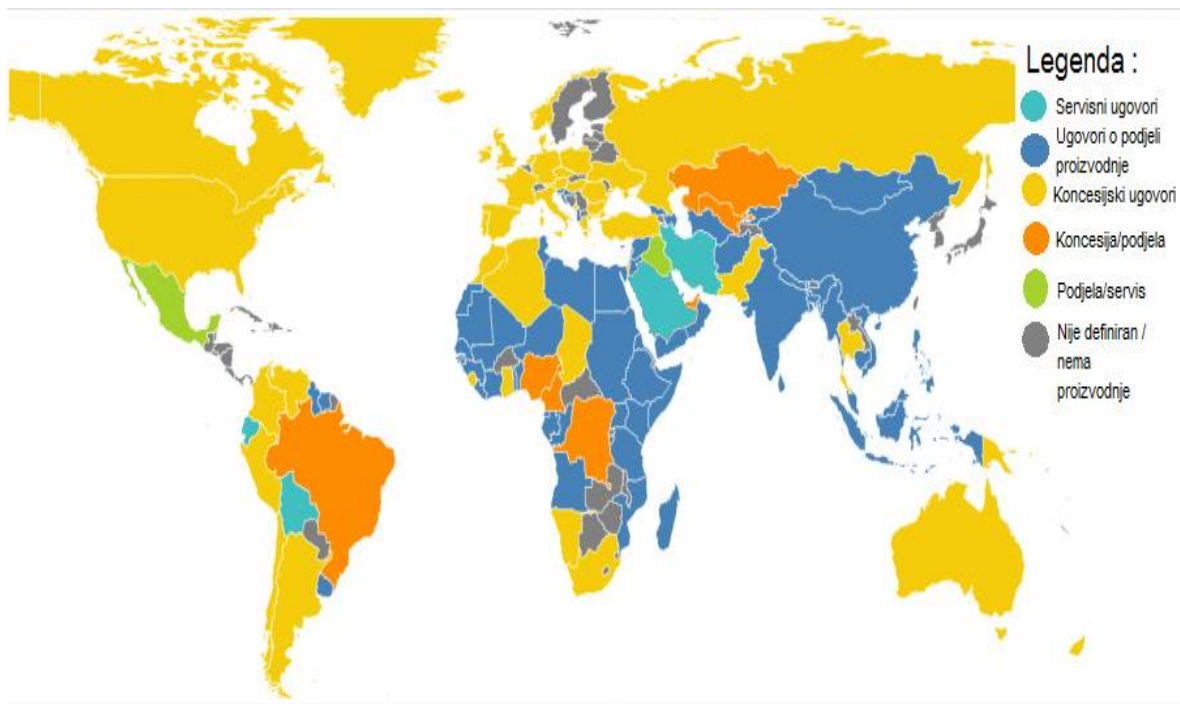 Legenda :
Servisni ugovori
Ugovori o podjeli
proizvodnje
Koncesijski ugovori
Koncesija/podjela
Podjela/servis
Nije definiran /
nema
proizvodnje